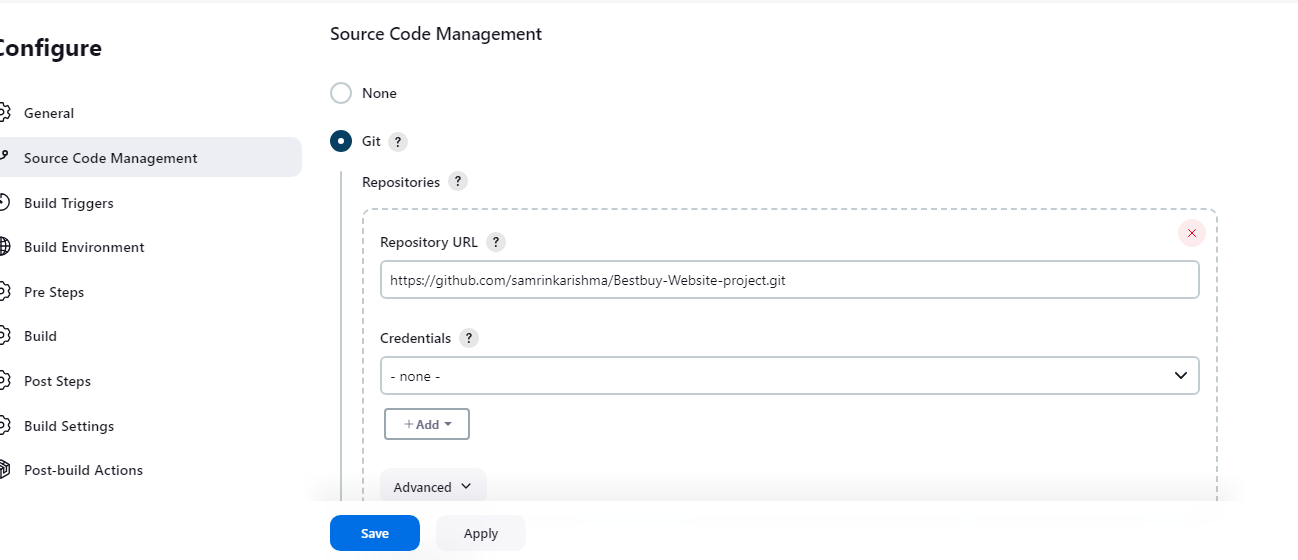 Configure
General
Source Code Management
Build Triggers
Build Environment
Pre Steps
Build
Post Steps
Build Settings
Post-build Actions
Source Code Management
None
Git ?
Repositories ?
Repository URL ?
https://github.com/samrinkarishma/Bestbuy-Website-project.git
Credentials ?
- none -
+ Add
Advanced
Save Apply